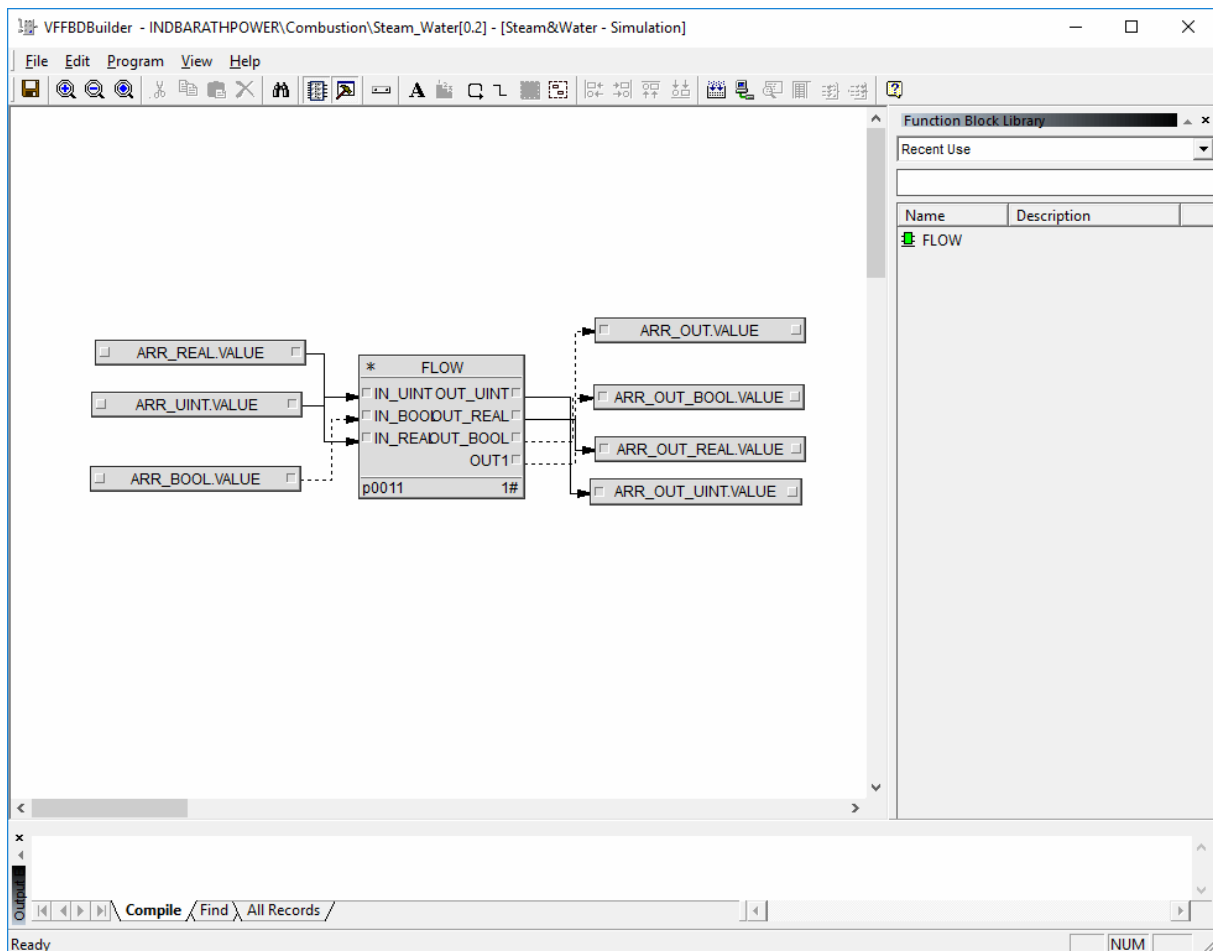 VFFBDBuilder - INDBARATHPOWER\Combustion\Steam_Water[0.2] - [Steam&Water - Simulation]
File Edit Program View Help
A
Function Block Library
Recent Use
Name Description
FLOW
ARR_REAL.VALUE
ARR_UINT.VALUE
ARR_BOOL.VALUE
* FLOW
IN_UINT OUT_UINT
IN_BOOL OUT_REAL
IN_REAL OUT_BOOL
OUT1
p0011 1#
ARR_OUT.VALUE
ARR_OUT_BOOL.VALUE
ARR_OUT_REAL.VALUE
ARR_OUT_UINT.VALUE
Compile Find All Records
Ready NUM